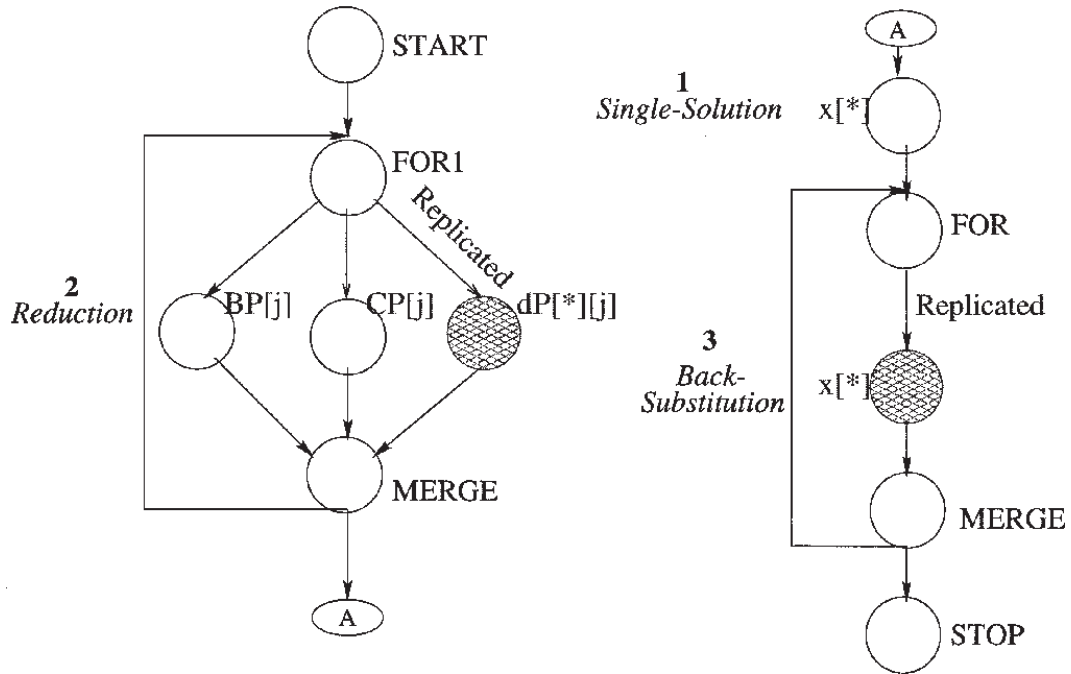 START
FOR1
Replicated
2
Reduction
BP[j]
CP[j]
dP[*][j]
MERGE
A
A
1
Single-Solution
x[*]
FOR
Replicated
3
Back-
Substitution
x[*]
MERGE
STOP